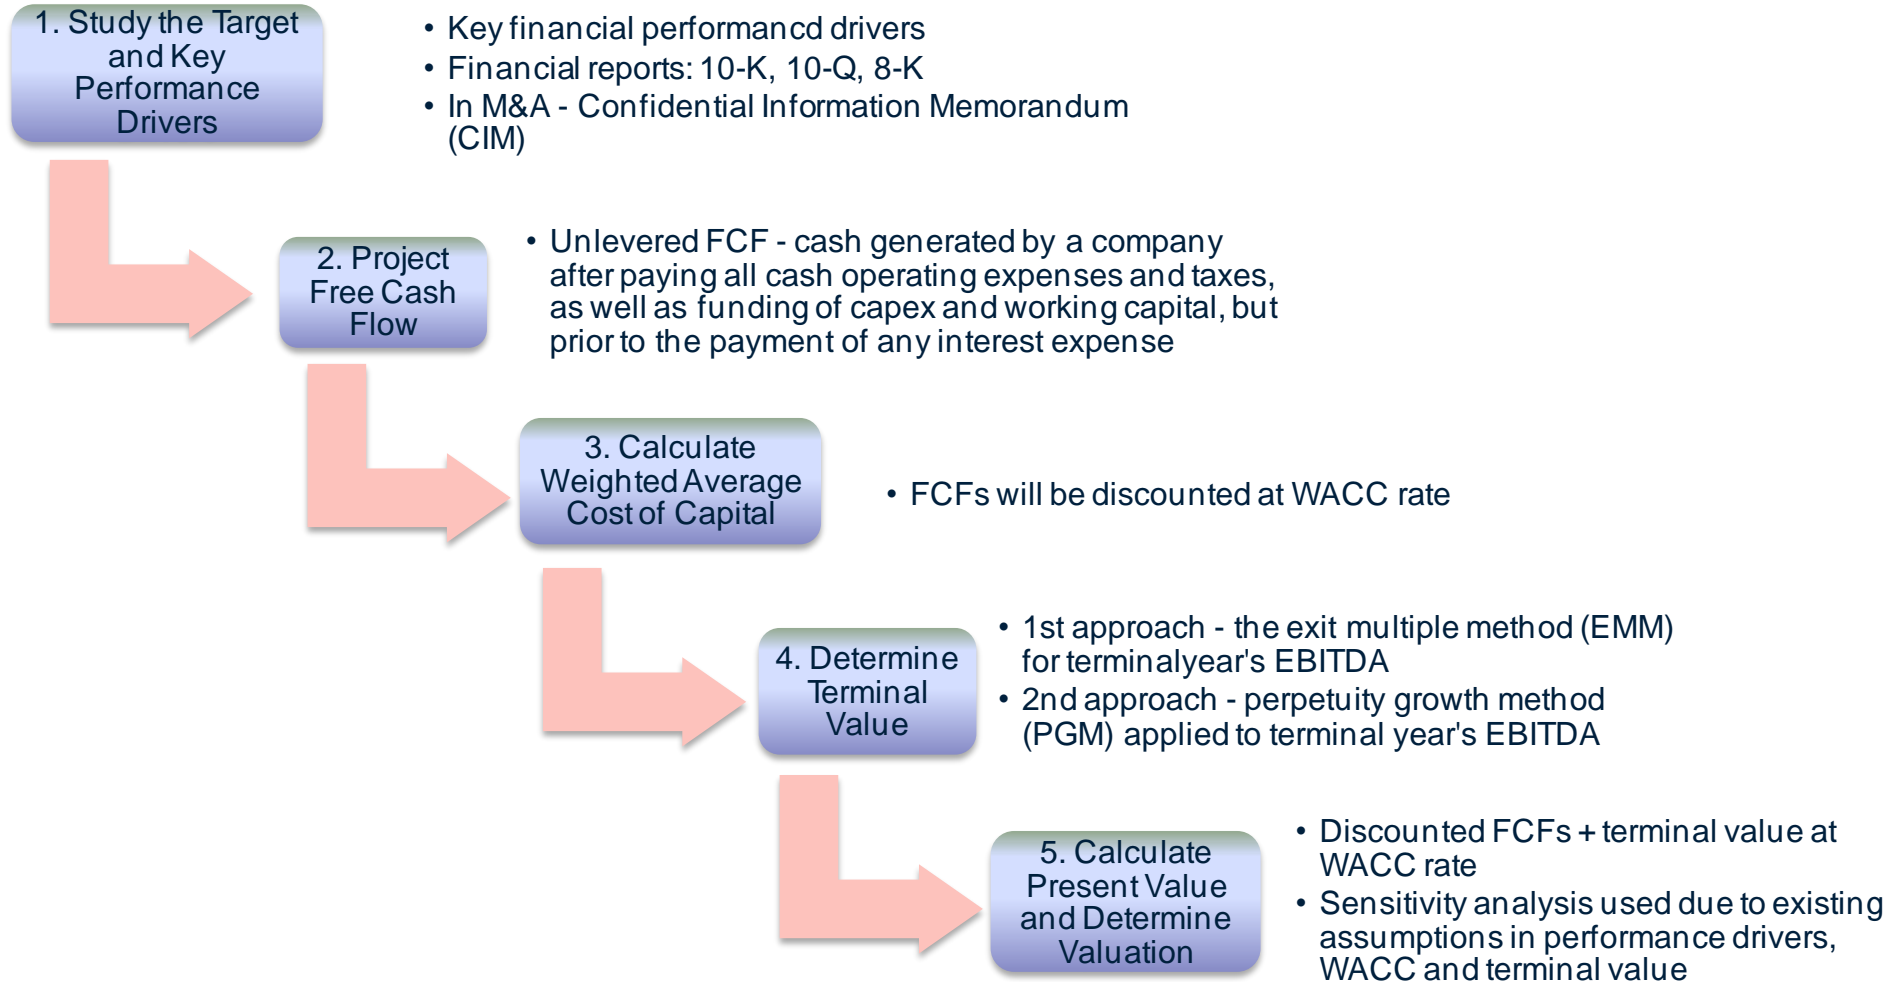 1. Study the Target
and Key
Performance
Drivers
• Key financial performancd drivers
• Financial reports: 10-K, 10-Q, 8-K
• In M&A - Confidential Information Memorandum
(CIM)
2. Project
Free Cash
Flow
• Unlevered FCF - cash generated by a company
after paying all cash operating expenses and taxes,
as well as funding of capex and working capital, but
prior to the payment of any interest expense
3. Calculate
Weighted Average
Cost of Capital
• FCFs will be discounted at WACC rate
4. Determine
Terminal
Value
• 1st approach - the exit multiple method (EMM)
for terminalyear's EBITDA
• 2nd approach - perpetuity growth method
(PGM) applied to terminal year's EBITDA
5. Calculate
Present Value
and Determine
Valuation
• Discounted FCFs + terminal value at
WACC rate
• Sensitivity analysis used due to existing
assumptions in performance drivers,
WACC and terminal value